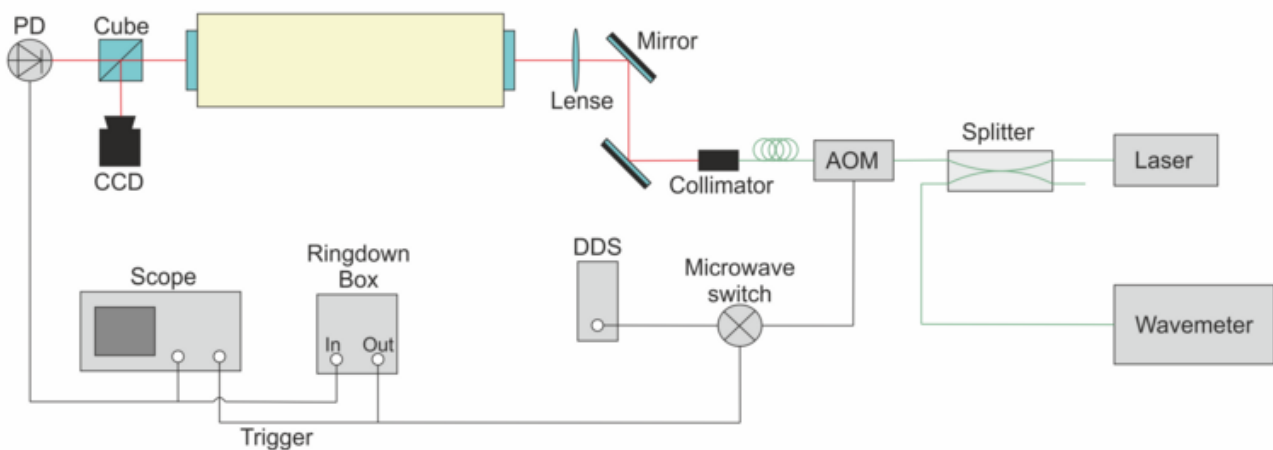 PD
Cube
Mirror
Lense
CCD
Collimator
AOM
Splitter
Laser
Scope
Ringdown
Box
In
Out
DDS
Microwave
switch
Wavemeter
Trigger